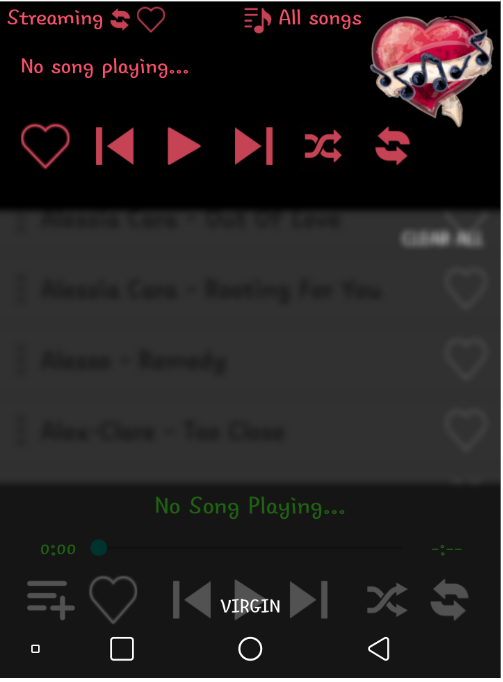 Streaming
All songs
No song playing...
Alessia Cara - Out Of Love
CLEAR ALL
Alessia Cara - Rooting For You
Alesso - Remedy
Alex-Clare - Too Close
No Song Playing...
0:00
-:--
VIRGIN